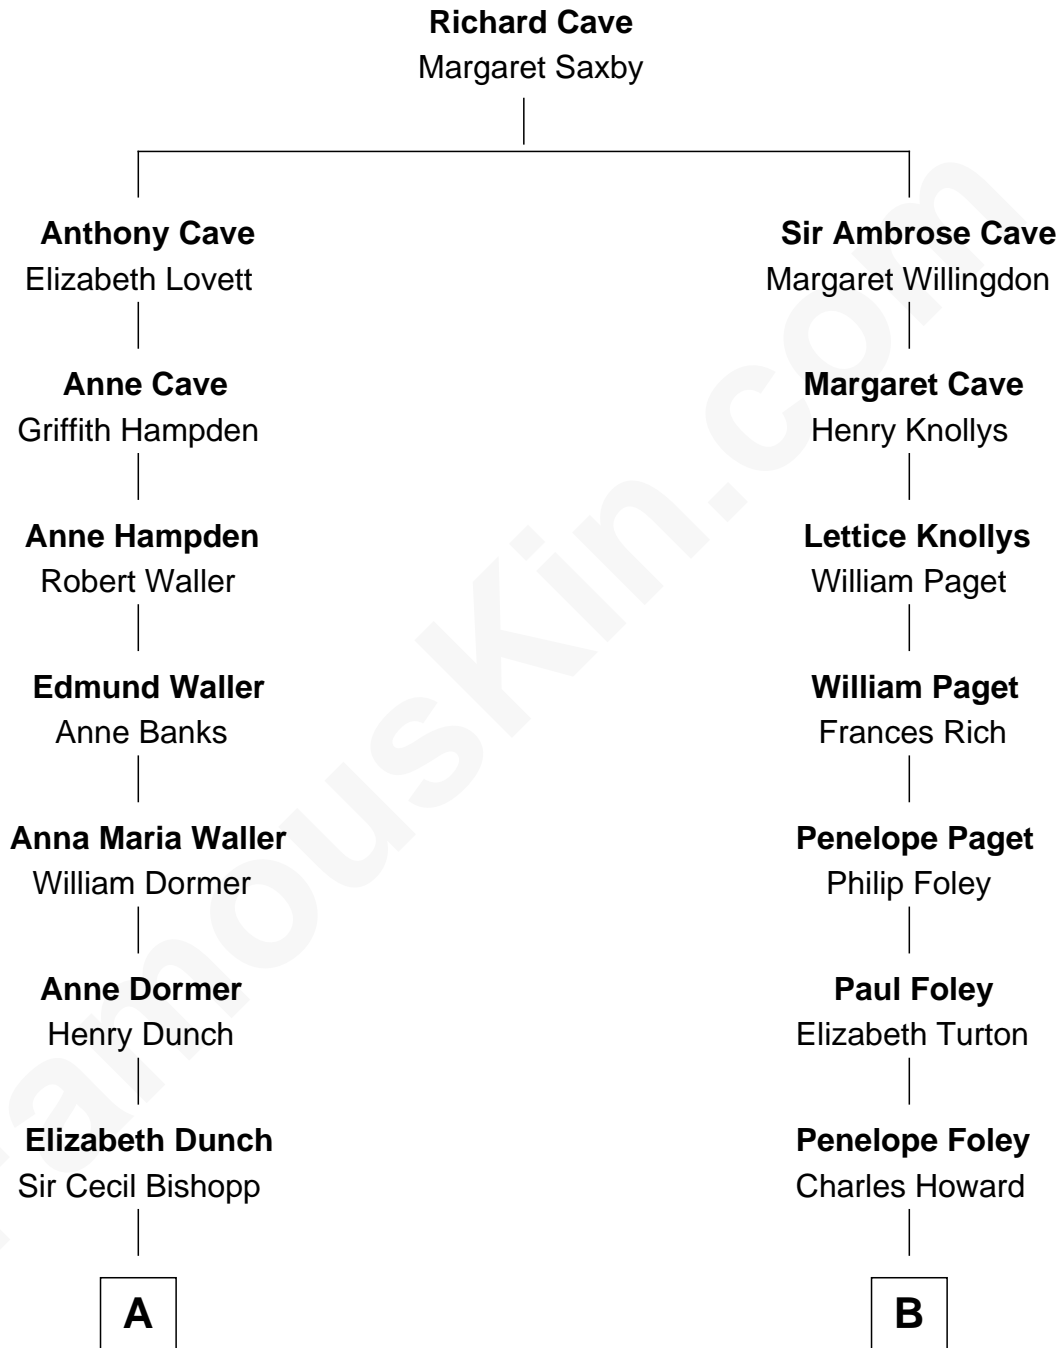 Richard Cave
Margaret Saxby
Anthony Cave
Elizabeth Lovett
Sir Ambrose Cave
Margaret Willingdon
Anne Cave
Griffith Hampden
Margaret Cave
Henry Knollys
Anne Hampden
Robert Waller
Lettice Knollys
William Paget
Edmund Waller
Anne Banks
William Paget
Frances Rich
Anna Maria Waller
William Dormer
Penelope Paget
Philip Foley
Anne Dormer
Henry Dunch
Paul Foley
Elizabeth Turton
Elizabeth Dunch
Sir Cecil Bishopp
Penelope Foley
Charles Howard
A
B
FamousKin.com